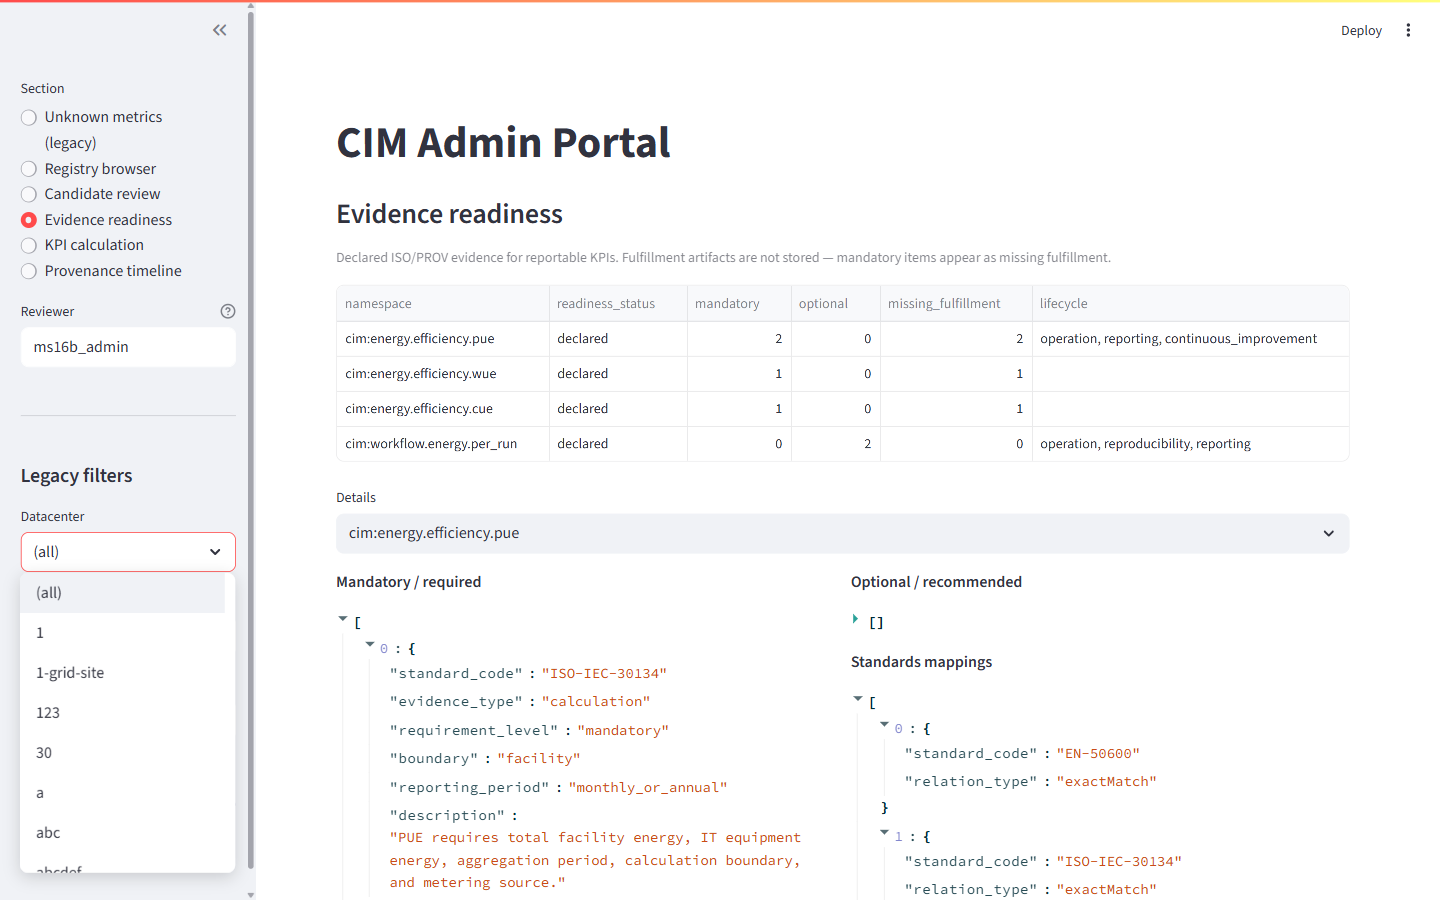 Deploy
Section
Unknown metrics
(legacy)
Registry browser
Candidate review
Evidence readiness
KPI calculation
Provenance timeline
Reviewer
ms16b_admin
Legacy filters
Datacenter
(all)
(all)
1
1-grid-site
123
30
a
abc
abcdef
CIM Admin Portal
Evidence readiness
Declared ISO/PROV evidence for reportable KPIs. Fulfillment artifacts are not stored — mandatory items appear as missing fulfillment.
namespace readiness_status mandatory optional missing_fulfillment lifecycle
cim:energy.efficiency.pue declared 2 0 2 operation, reporting, continuous_improvement
cim:energy.efficiency.wue declared 1 0 1
cim:energy.efficiency.cue declared 1 0 1
cim:workflow.energy.per_run declared 0 2 0 operation, reproducibility, reporting
Details
cim:energy.efficiency.pue
Mandatory / required
[
0 : {
"standard_code" : "ISO-IEC-30134"
"evidence_type" : "calculation"
"requirement_level" : "mandatory"
"boundary" : "facility"
"reporting_period" : "monthly_or_annual"
"description" :
"PUE requires total facility energy, IT equipment
energy, aggregation period, calculation boundary,
and metering source."
Optional / recommended
[]
Standards mappings
[
0 : {
"standard_code" : "EN-50600"
"relation_type" : "exactMatch"
}
1 : {
"standard_code" : "ISO-IEC-30134"
"relation_type" : "exactMatch"